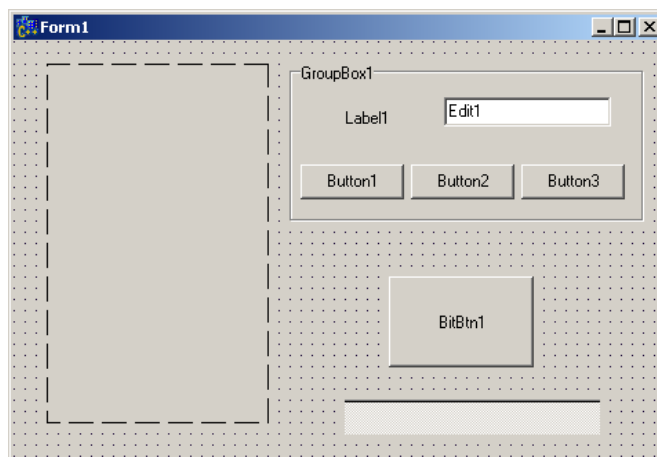 Form1
GroupBox1
Label1
Edit1
Button1
Button2
Button3
BitBtn1